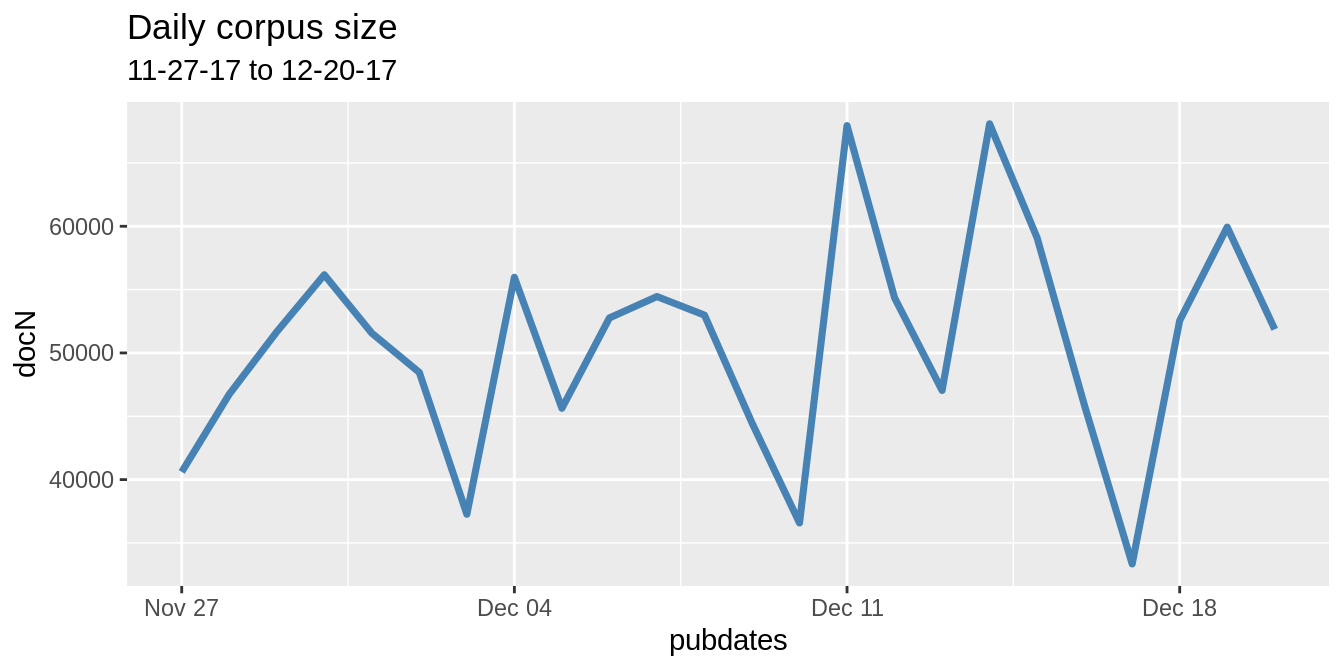 Daily corpus size
11-27-17 to 12-20-17
docN
60000
50000
40000
Nov 27
Dec 04
Dec 11
Dec 18
pubdates